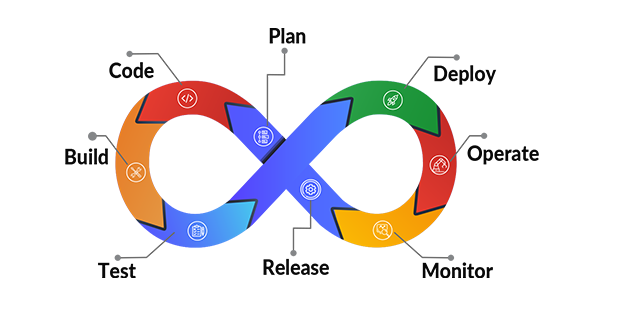 Plan
Code
Deploy
Build
Operate
Test
Release
Monitor